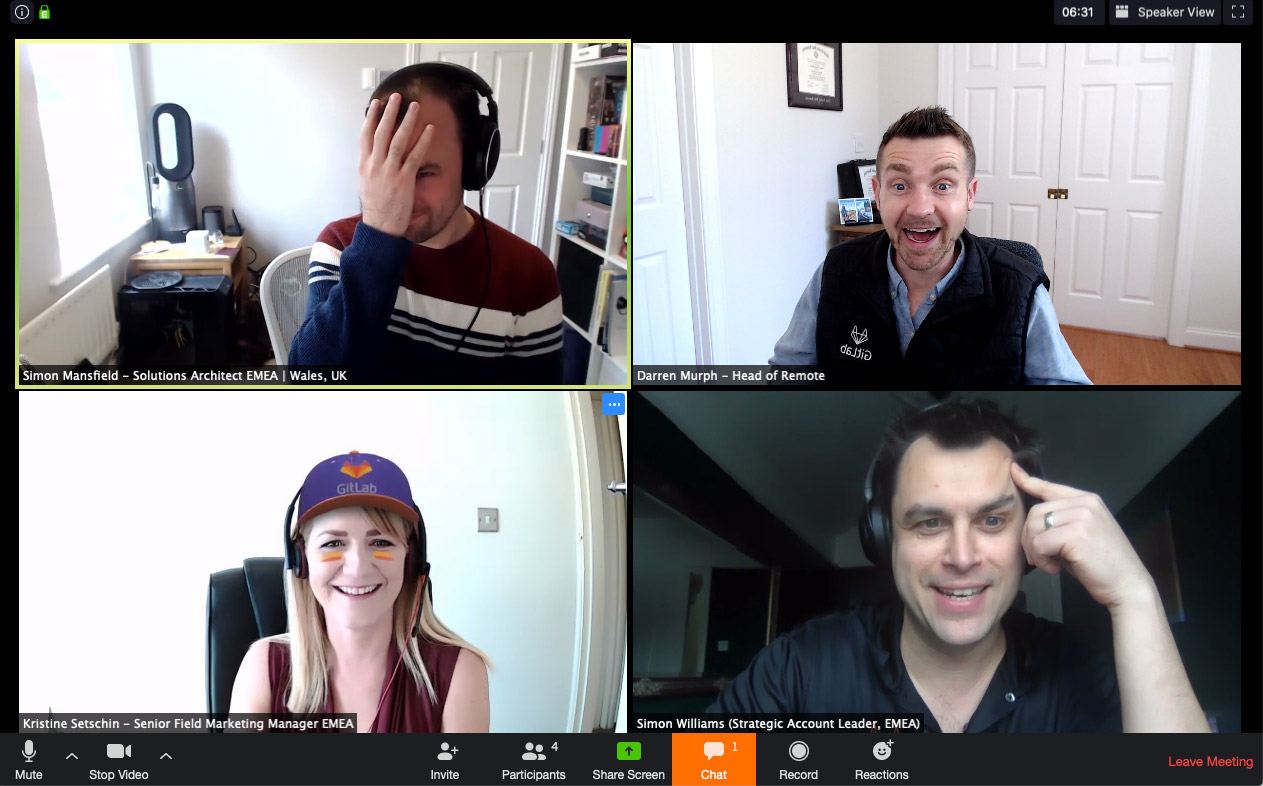 06:31
Speaker View
Simon Mansfield – Solutions Architect EMEA | Wales, UK
GitLab
Darren Murph – Head of Remote
GitLab
Kristine Setschin – Senior Field Marketing Manager EMEA
Simon Williams (Strategic Account Leader, EMEA)
4
1
Mute
Stop Video
Invite
Participants
Share Screen
Chat
Record
Reactions
Leave Meeting